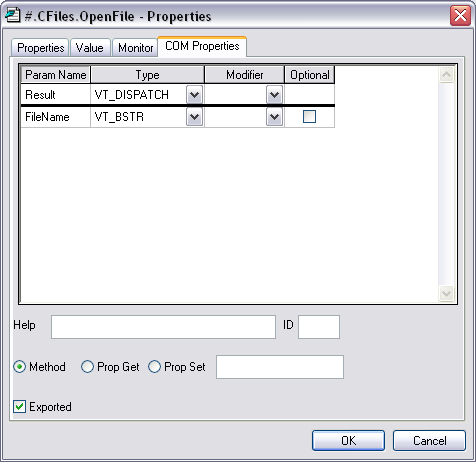 #.CFiles.OpenFile - Properties
Properties Value Monitor COM Properties
Param Name Type Modifier Optional
Result VT_DISPATCH
FileName VT_BSTR
Help ID
Method Prop Get Prop Set
Exported
OK Cancel